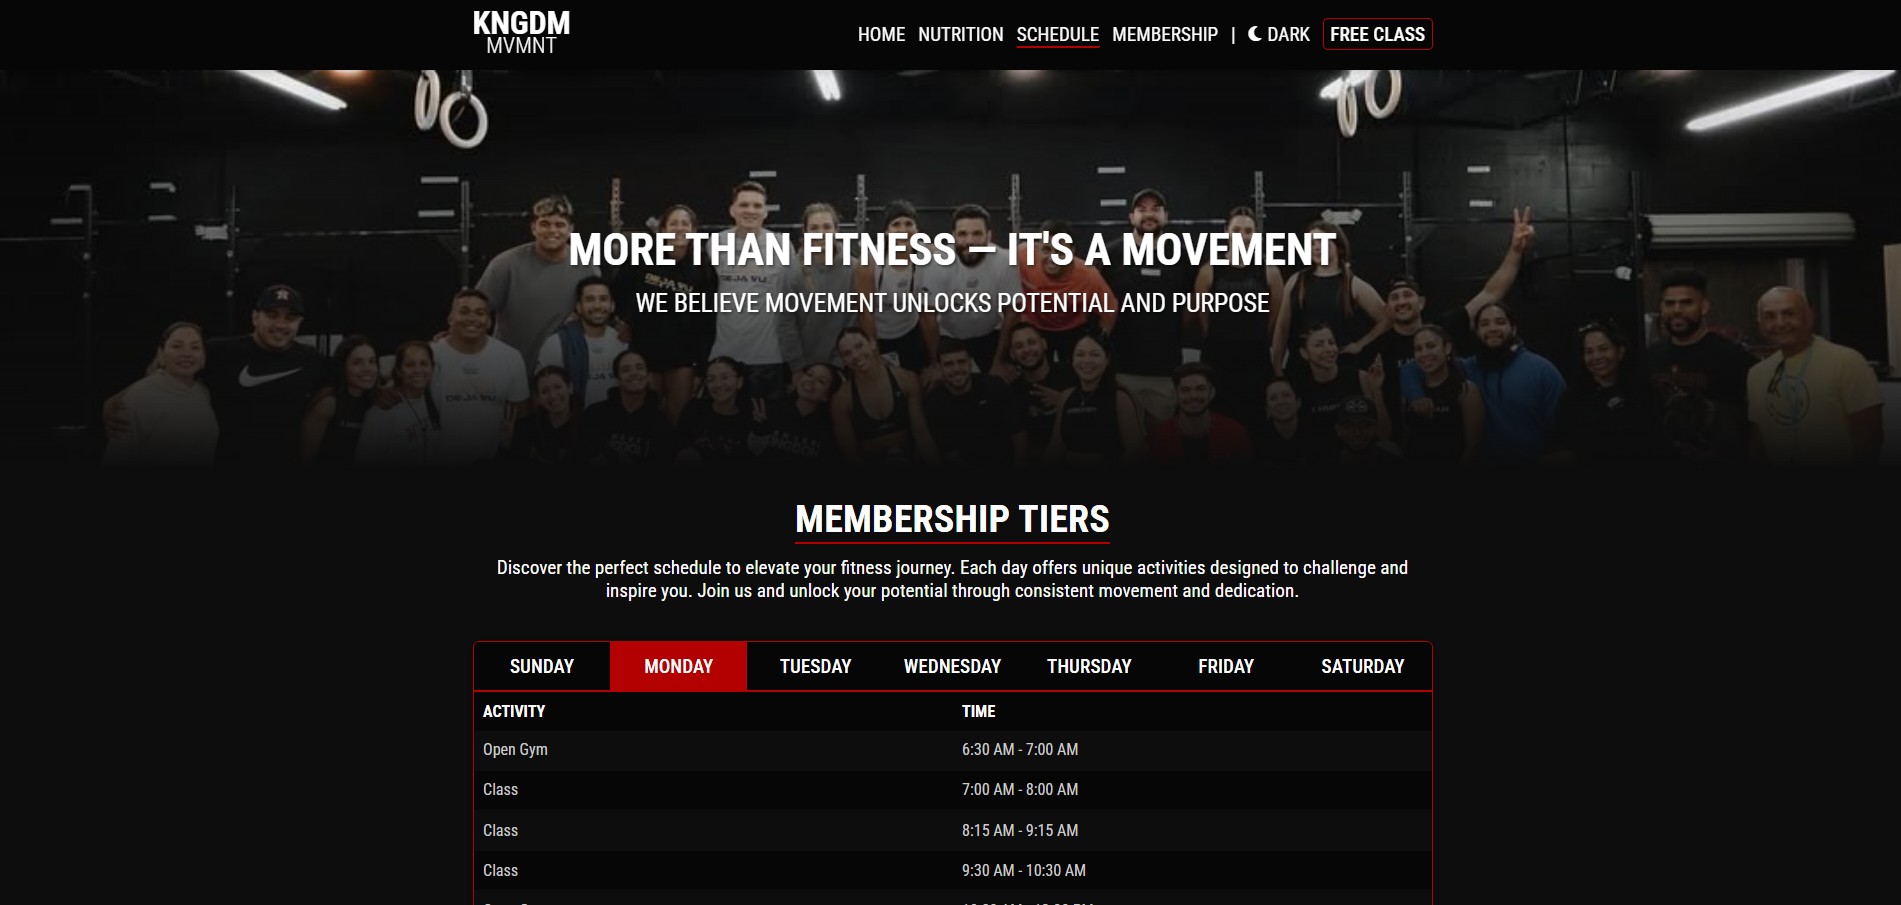 KNGDM
MVMNT
HOME NUTRITION SCHEDULE MEMBERSHIP | DARK FREE CLASS
MORE THAN FITNESS – IT'S A MOVEMENT
WE BELIEVE MOVEMENT UNLOCKS POTENTIAL AND PURPOSE
MEMBERSHIP TIERS
Discover the perfect schedule to elevate your fitness journey. Each day offers unique activities designed to challenge and
inspire you. Join us and unlock your potential through consistent movement and dedication.
SUNDAY MONDAY TUESDAY WEDNESDAY THURSDAY FRIDAY SATURDAY
ACTIVITY TIME
Open Gym 6:30 AM - 7:00 AM
Class 7:00 AM - 8:00 AM
Class 8:15 AM - 9:15 AM
Class 9:30 AM - 10:30 AM